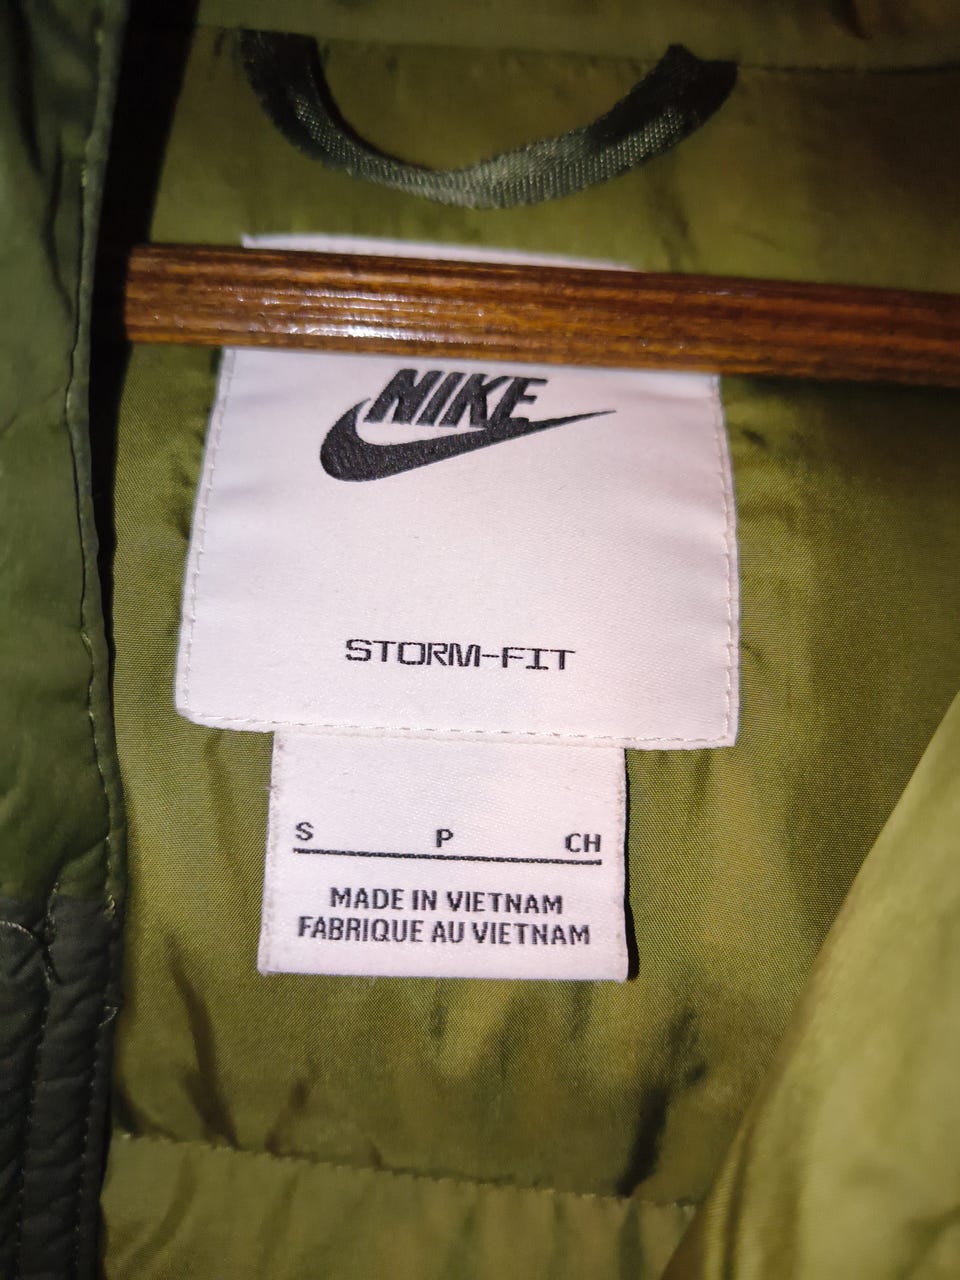 NIKE
STORM-FIT
S P CH
MADE IN VIETNAM
FABRIQUE AU VIETNAM